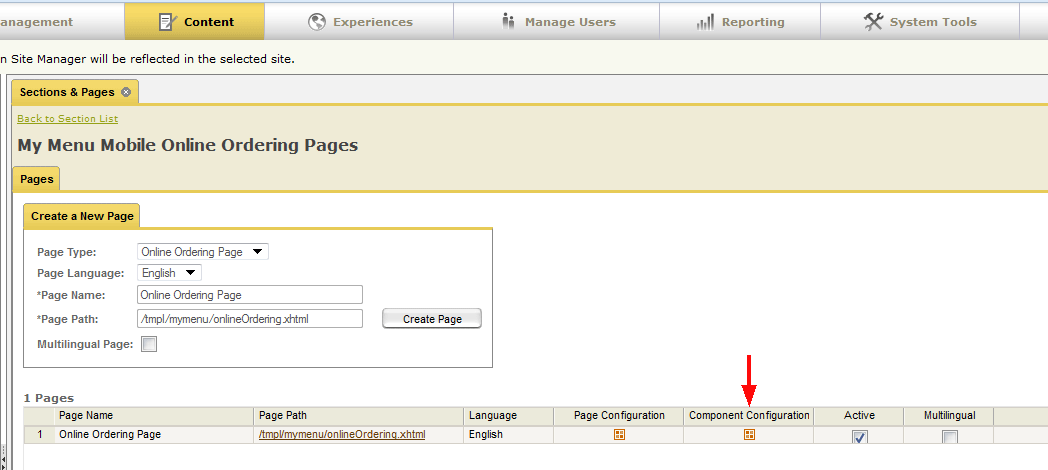 anagement Content Experiences Manage Users Reporting System Tools
n Site Manager will be reflected in the selected site.
Sections & Pages
Back to Section List
My Menu Mobile Online Ordering Pages
Pages
Create a New Page
Page Type: Online Ordering Page
Page Language: English
*Page Name: Online Ordering Page
*Page Path: /tmpl/mymenu/onlineOrdering.xhtml Create Page
Multilingual Page:
1 Pages
Page Name Page Path Language Page Configuration Component Configuration Active Multilingual
1 Online Ordering Page /tmpl/mymenu/onlineOrdering.xhtml English